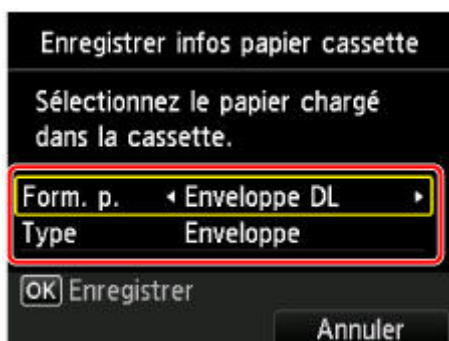 Enregistrer infos papier cassette
Sélectionnez le papier chargé
dans la cassette.
Form. p. Enveloppe DL
Type Enveloppe
OK Enregistrer
Annuler